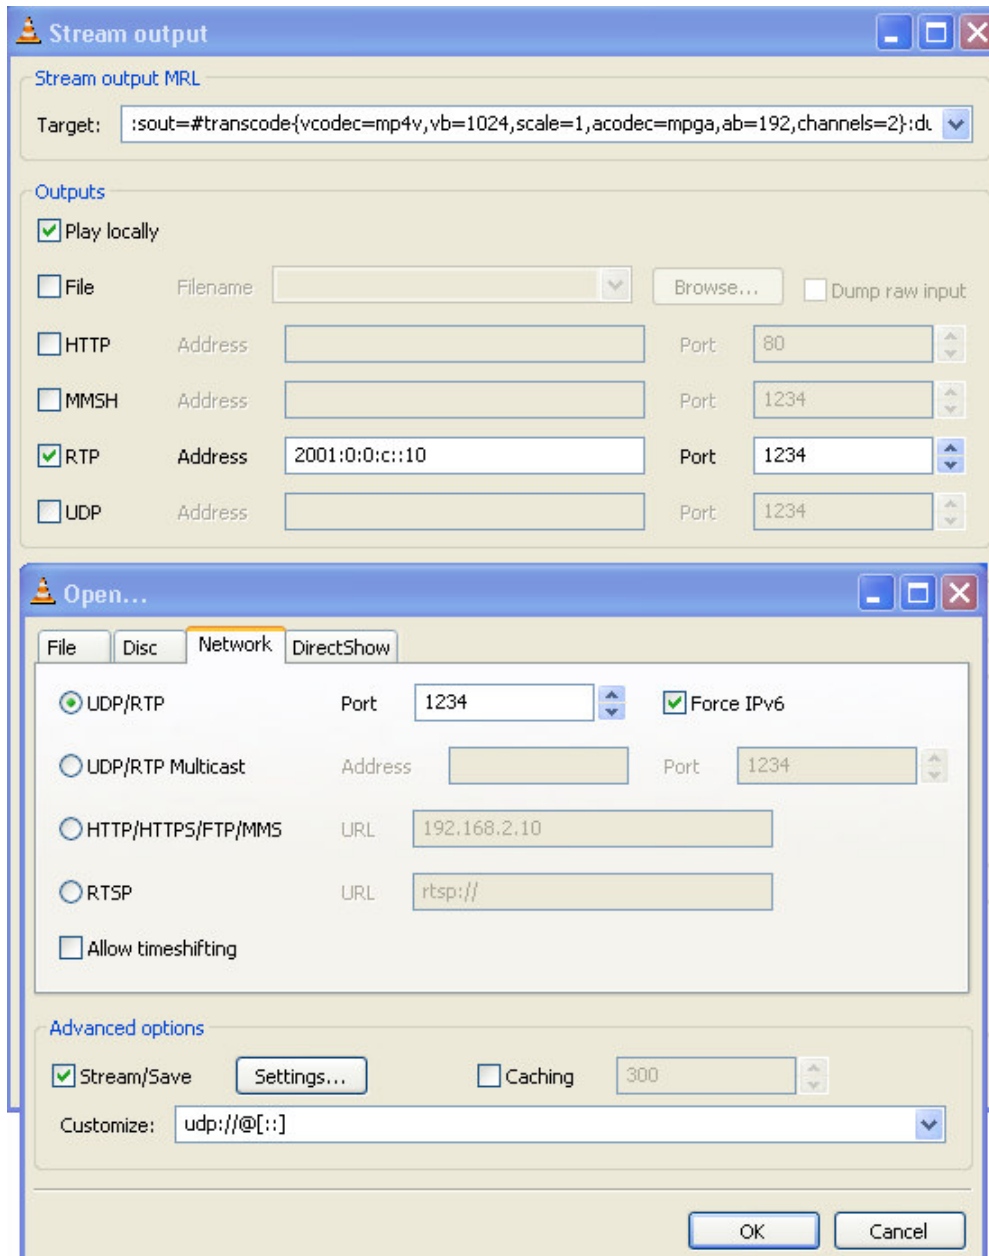 Stream output
Stream output MRL
Target: :sout=#transcode{vcodec=mp4v,vb=1024,scale=1,acodec=mpga,ab=192,channels=2}:du
Outputs
Play locally
File Filename Browse... Dump raw input
HTTP Address Port 80
MMSH Address Port 1234
RTP Address 2001:0:0:c::10 Port 1234
UDP Address Port 1234
Open...
File Disc Network DirectShow
UDP/RTP Port 1234 Force IPv6
UDP/RTP Multicast Address Port 1234
HTTP/HTTPS/FTP/MMS URL 192.168.2.10
RTSP URL rtsp://
Allow timeshifting
Advanced options
Stream/Save Settings... Caching 300
Customize: udp://@[::]
OK Cancel